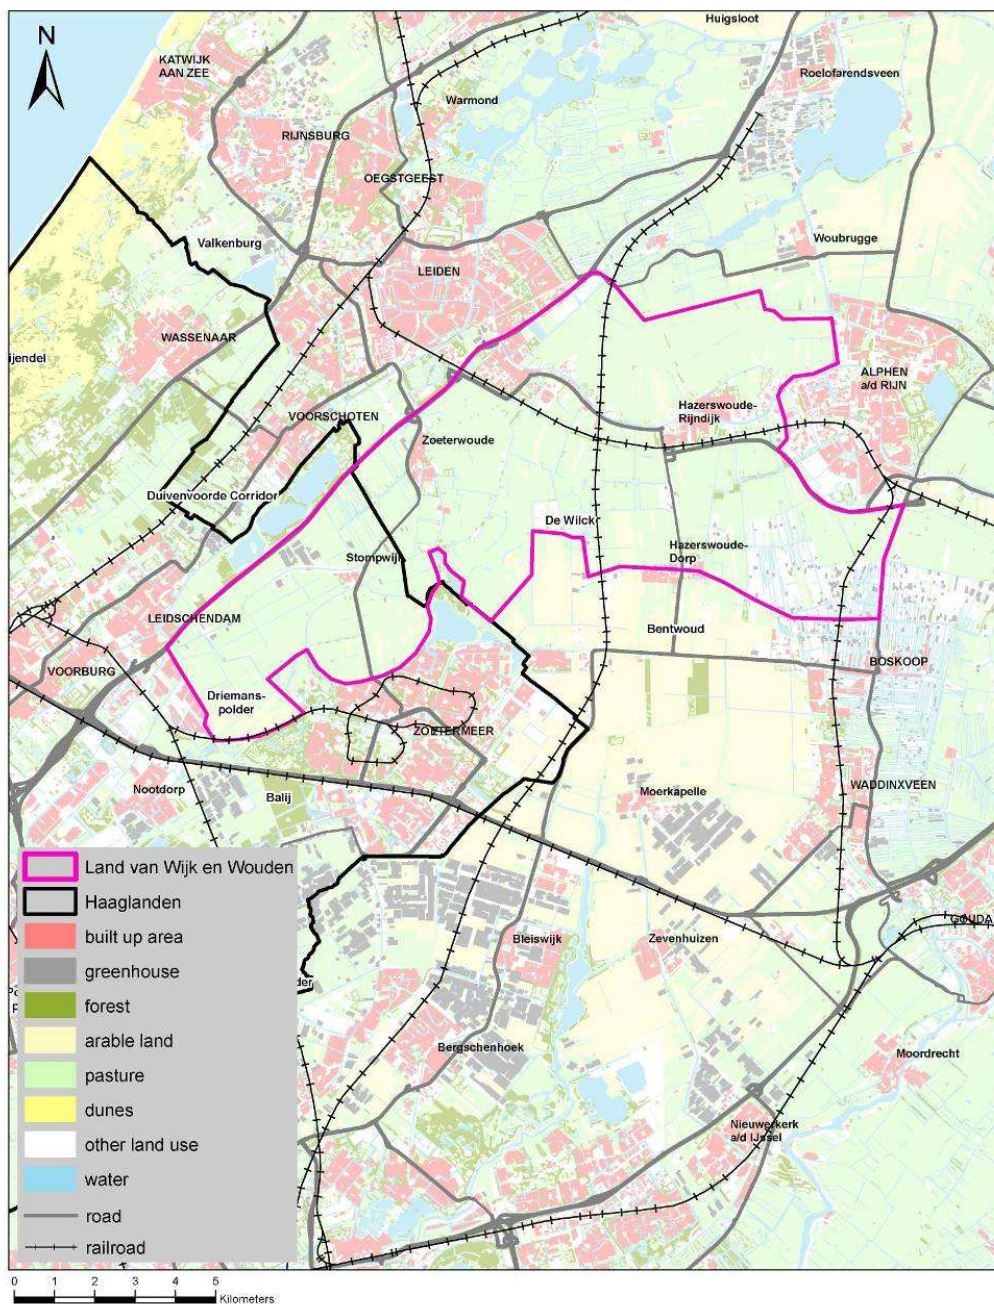 Huigsloot
N
KATWIJK
AAN ZEE
Roelofarendsveen
Warmond
RIJNSBURG
OEGSTGEEST
Valkenburg
Woubrugge
LEIDEN
WASSENAAR
ijendel
ALPHEN
a/d RIJN
Hazerswoude-
Rijndijk
VOORSCHOTEN
Zoeterwoude
Duivenvoorde Corridor
De Wilck
Stompwijk
Hazerswoude-
Dorp
LEIDSCHENDAM
Bentwoud
VOORBURG
BOSKOOP
Driemans-
polder
ZOETERMEER
Nootdorp
Balij
Moerkapelle
WADDINXVEEN
Land van Wijk en Wouden
Haaglanden
built up area
greenhouse
forest
arable land
pasture
dunes
other land use
water
road
railroad
GOUDA
Bleiswijk
Zevenhuizen
der
Bergschenhoek
Moordrecht
Nieuwerkerk
a/d IJssel
0 1 2 3 4 5
Kilometers